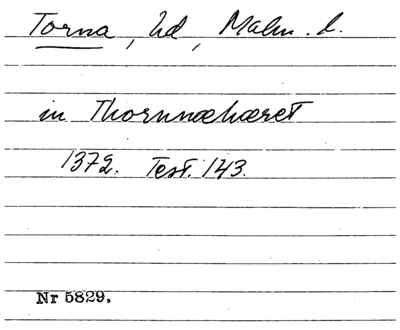 Torna, hd, Malm. l.
in Thornnæhæret
1372. Test. 143.
Nr 5829.